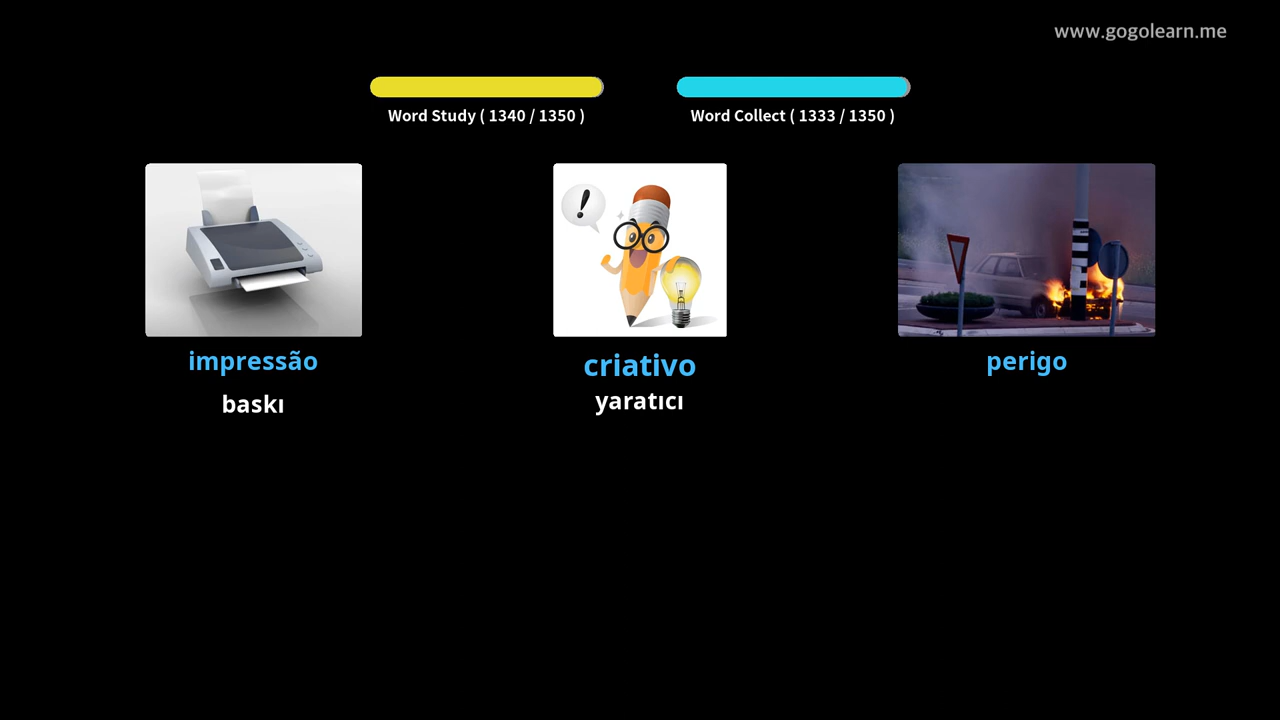 www.gogolearn.me
Word Study ( 1340 / 1350 )
Word Collect ( 1333 / 1350 )
!
impressão
criativo
perigo
baskı
yaratıcı